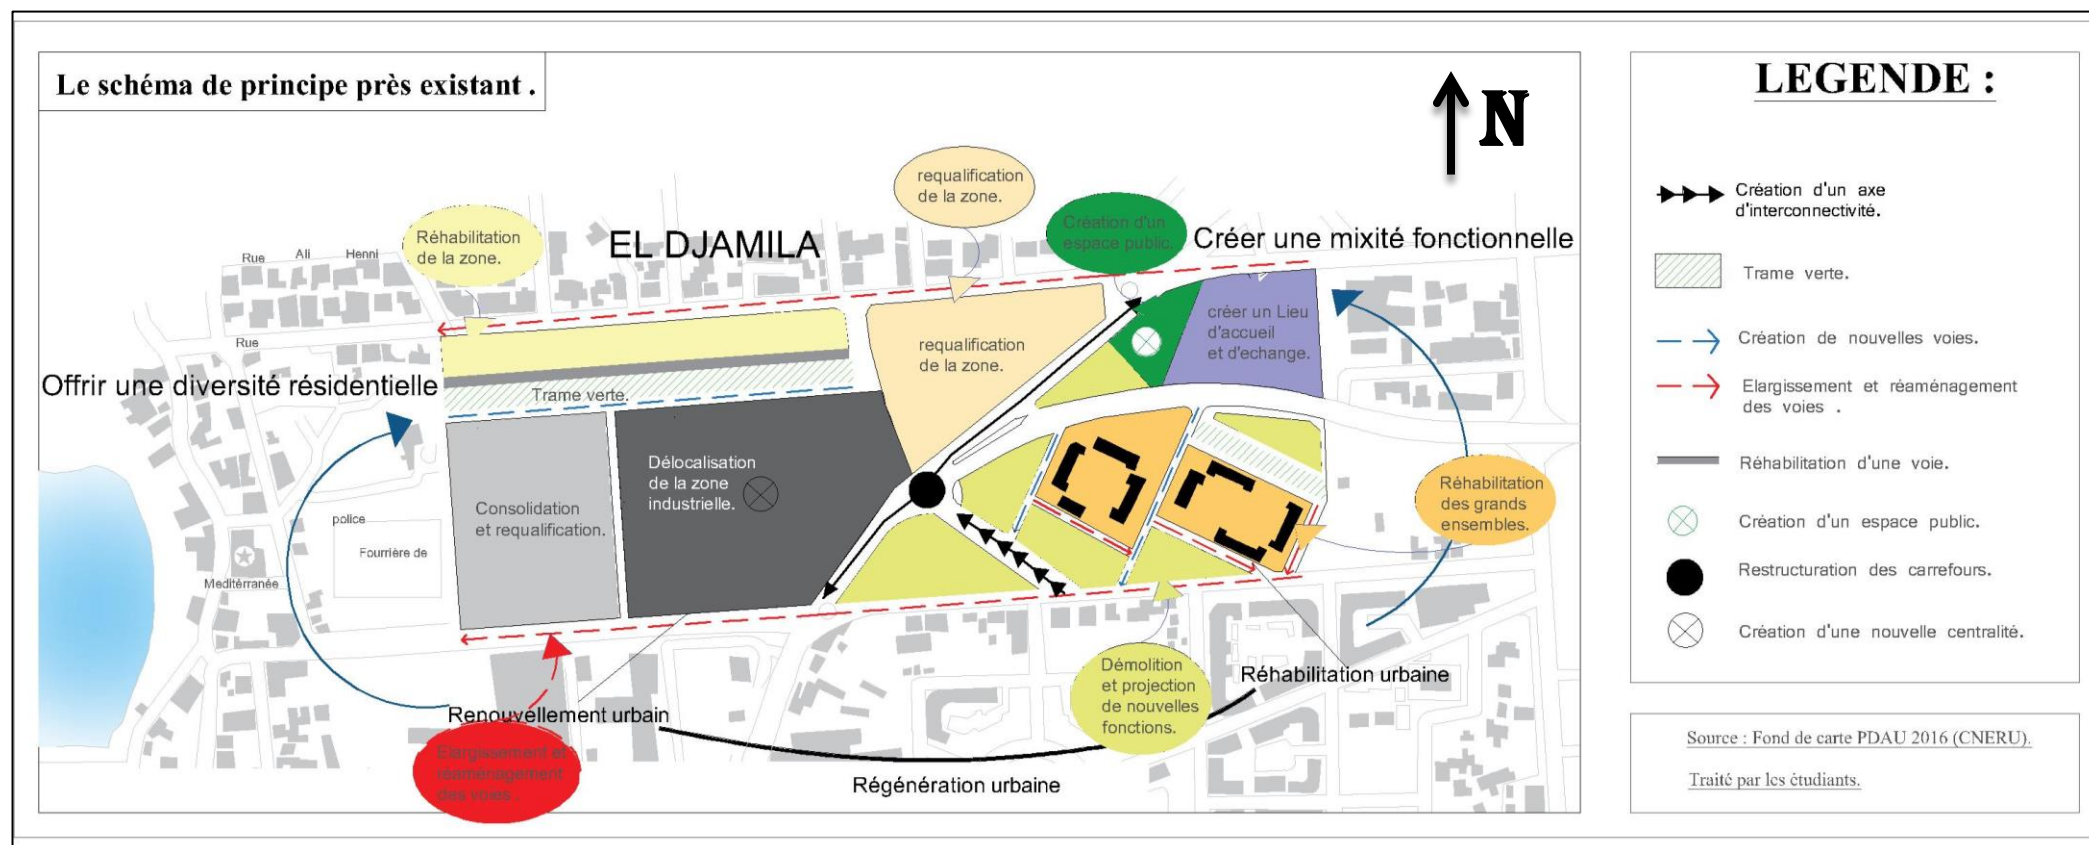 Le schéma de principe près existant .
N
requalification
de la zone.
Création d'un
espace public.
Créer une mixité fonctionnelle
EL DJAMILA
Réhabilitation
de la zone.
Rue Ali Henni
Rue
créer un Lieu
d'accueil
et d'echange.
requalification
de la zone.
Offrir une diversité résidentielle
Trame verte.
Délocalisation
de la zone
industrielle.
Consolidation
et requalification.
Réhabilitation
des grands
ensembles.
police
Fourrière de
Meditérranée
Démolition
et projection
de nouvelles
fonctions.
Réhabilitation urbaine
Renouvellement urbain
Elargissement et
réaménagement
des voies .
Régénération urbaine
LEGENDE :
Création d'un axe
d'interconnectivité.
Trame verte.
Création de nouvelles voies.
Elargissement et réaménagement
des voies .
Réhabilitation d'une voie.
Création d'un espace public.
Restructuration des carrefours.
Création d'une nouvelle centralité.
Source : Fond de carte PDAU 2016 (CNERU).
Traité par les étudiants.